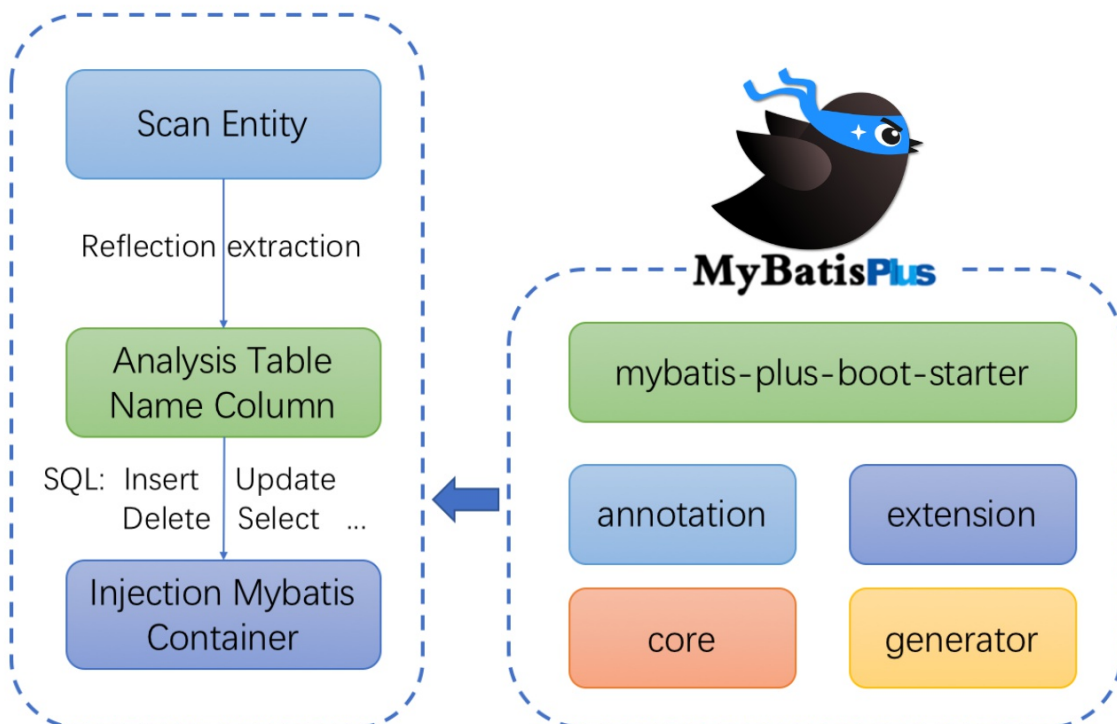 Scan Entity
Reflection extraction
Analysis Table
Name Column
SQL: Insert Update
Delete Select ...
Injection Mybatis
Container
MyBatisPlus
mybatis-plus-boot-starter
annotation
extension
core
generator